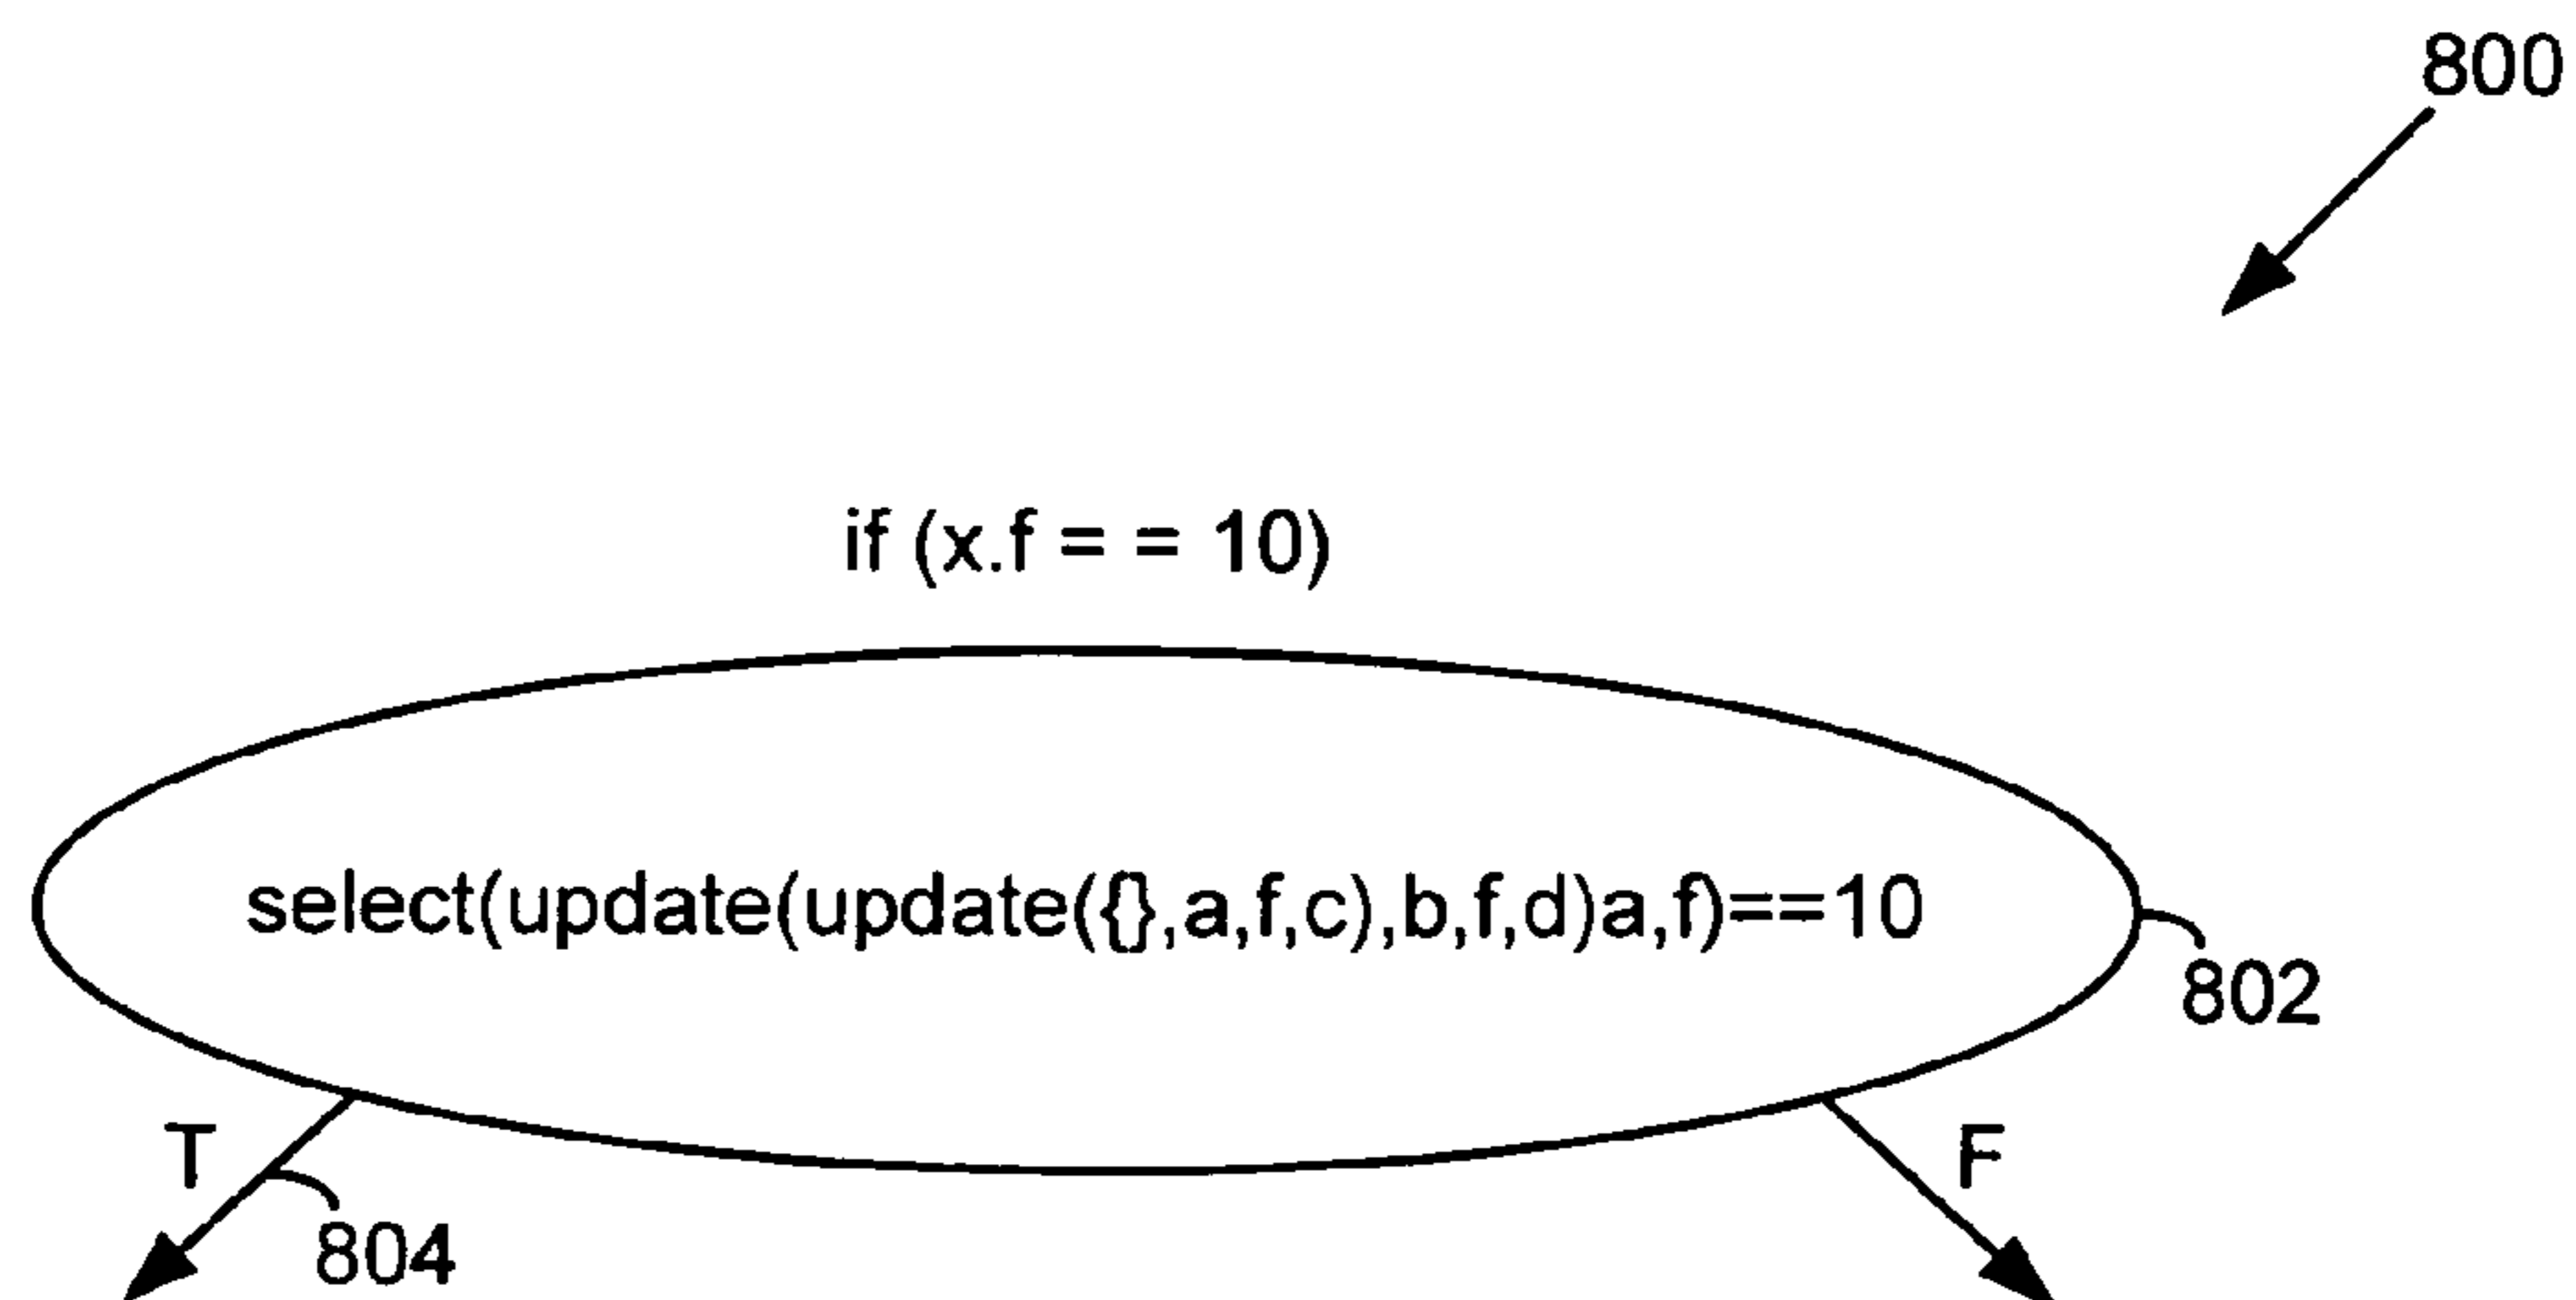 800
if (x.f = = 10)
select(update(update({},a,f,c),b,f,d)a,f)==10
802
T
F
804